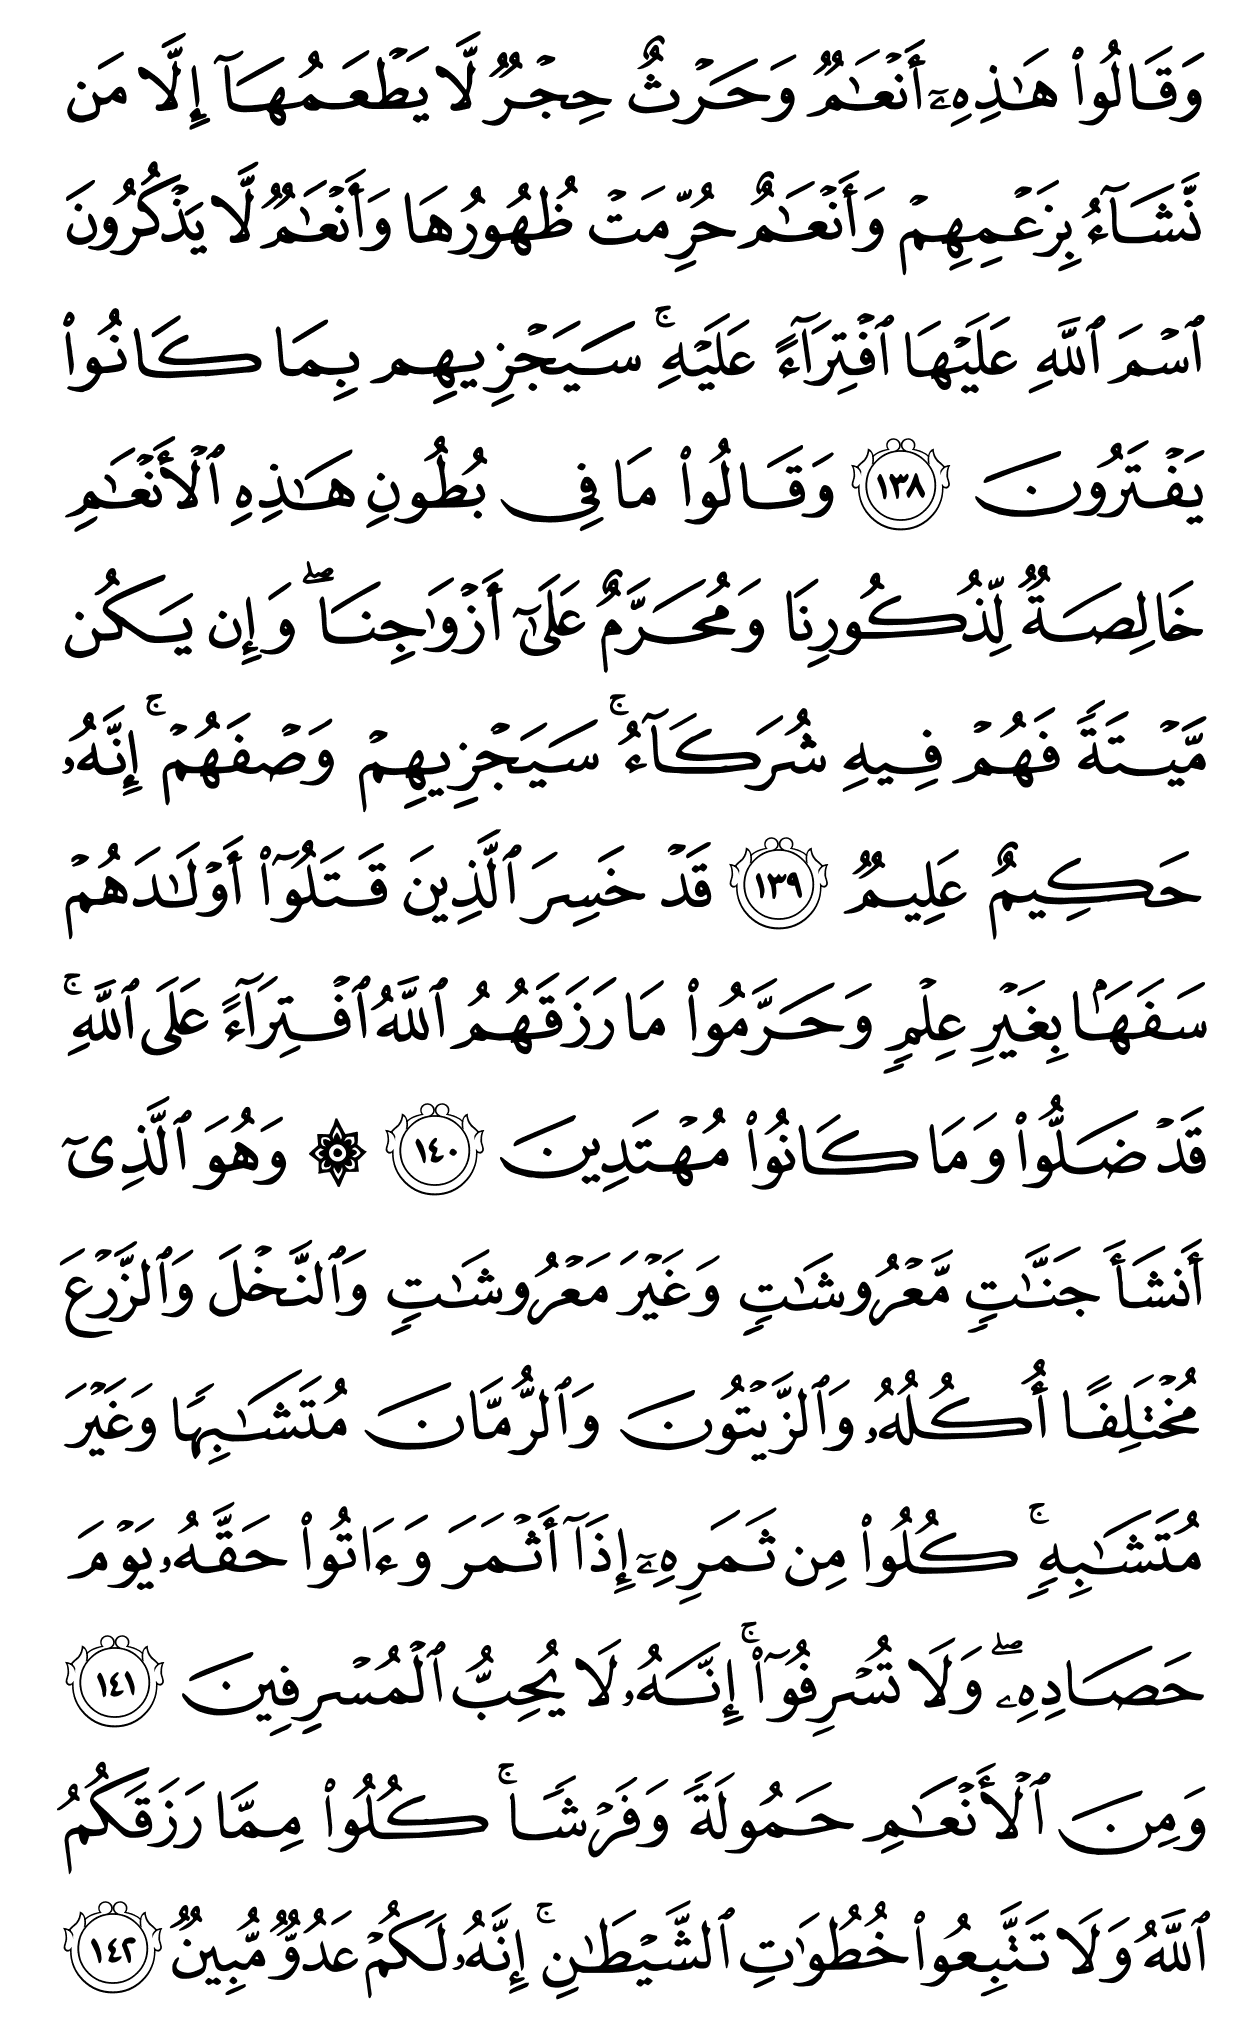 وَقَالُوا۟ هَـٰذِهِۦٓ أَنْعَـٰمٌ وَحَرْثٌ حِجْرٌ لَّا يَطْعَمُهَآ إِلَّا مَن
نَّشَآءُ بِزَعْمِهِمْ وَأَنْعَـٰمٌ حُرِّمَتْ ظُهُورُهَا وَأَنْعَـٰمٌ لَّا يَذْكُرُونَ
ٱسْمَ ٱللَّهِ عَلَيْهَا ٱفْتِرَآءً عَلَيْهِ ۚ سَيَجْزِيهِم بِمَا كَانُوا۟
يَفْتَرُونَ ١٣٨ وَقَالُوا۟ مَا فِى بُطُونِ هَـٰذِهِ ٱلْأَنْعَـٰمِ
خَالِصَةٌ لِّذُكُورِنَا وَمُحَرَّمٌ عَلَىٰٓ أَزْوَٰجِنَا ۖ وَإِن يَكُن
مَّيْتَةً فَهُمْ فِيهِ شُرَكَآءُ ۚ سَيَجْزِيهِمْ وَصْفَهُمْ ۚ إِنَّهُۥ
حَكِيمٌ عَلِيمٌ ١٣٩ قَدْ خَسِرَ ٱلَّذِينَ قَتَلُوٓا۟ أَوْلَـٰدَهُمْ
سَفَهَۢا بِغَيْرِ عِلْمٍ وَحَرَّمُوا۟ مَا رَزَقَهُمُ ٱللَّهُ ٱفْتِرَآءً عَلَى ٱللَّهِ ۚ
قَدْ ضَلُّوا۟ وَمَا كَانُوا۟ مُهْتَدِينَ ١٤٠ ۞ وَهُوَ ٱلَّذِىٓ
أَنشَأَ جَنَّـٰتٍ مَّعْرُوشَـٰتٍ وَغَيْرَ مَعْرُوشَـٰتٍ وَٱلنَّخْلَ وَٱلزَّرْعَ
مُخْتَلِفًا أُكُلُهُۥ وَٱلزَّيْتُونَ وَٱلرُّمَّانَ مُتَشَـٰبِهًا وَغَيْرَ
مُتَشَـٰبِهٍ ۚ كُلُوا۟ مِن ثَمَرِهِۦٓ إِذَآ أَثْمَرَ وَءَاتُوا۟ حَقَّهُۥ يَوْمَ
حَصَادِهِۦ ۖ وَلَا تُسْرِفُوٓا۟ ۚ إِنَّهُۥ لَا يُحِبُّ ٱلْمُسْرِفِينَ ١٤١
وَمِنَ ٱلْأَنْعَـٰمِ حَمُولَةً وَفَرْشًا ۚ كُلُوا۟ مِمَّا رَزَقَكُمُ
ٱللَّهُ وَلَا تَتَّبِعُوا۟ خُطُوَٰتِ ٱلشَّيْطَـٰنِ ۚ إِنَّهُۥ لَكُمْ عَدُوٌّ مُّبِينٌ ١٤٢